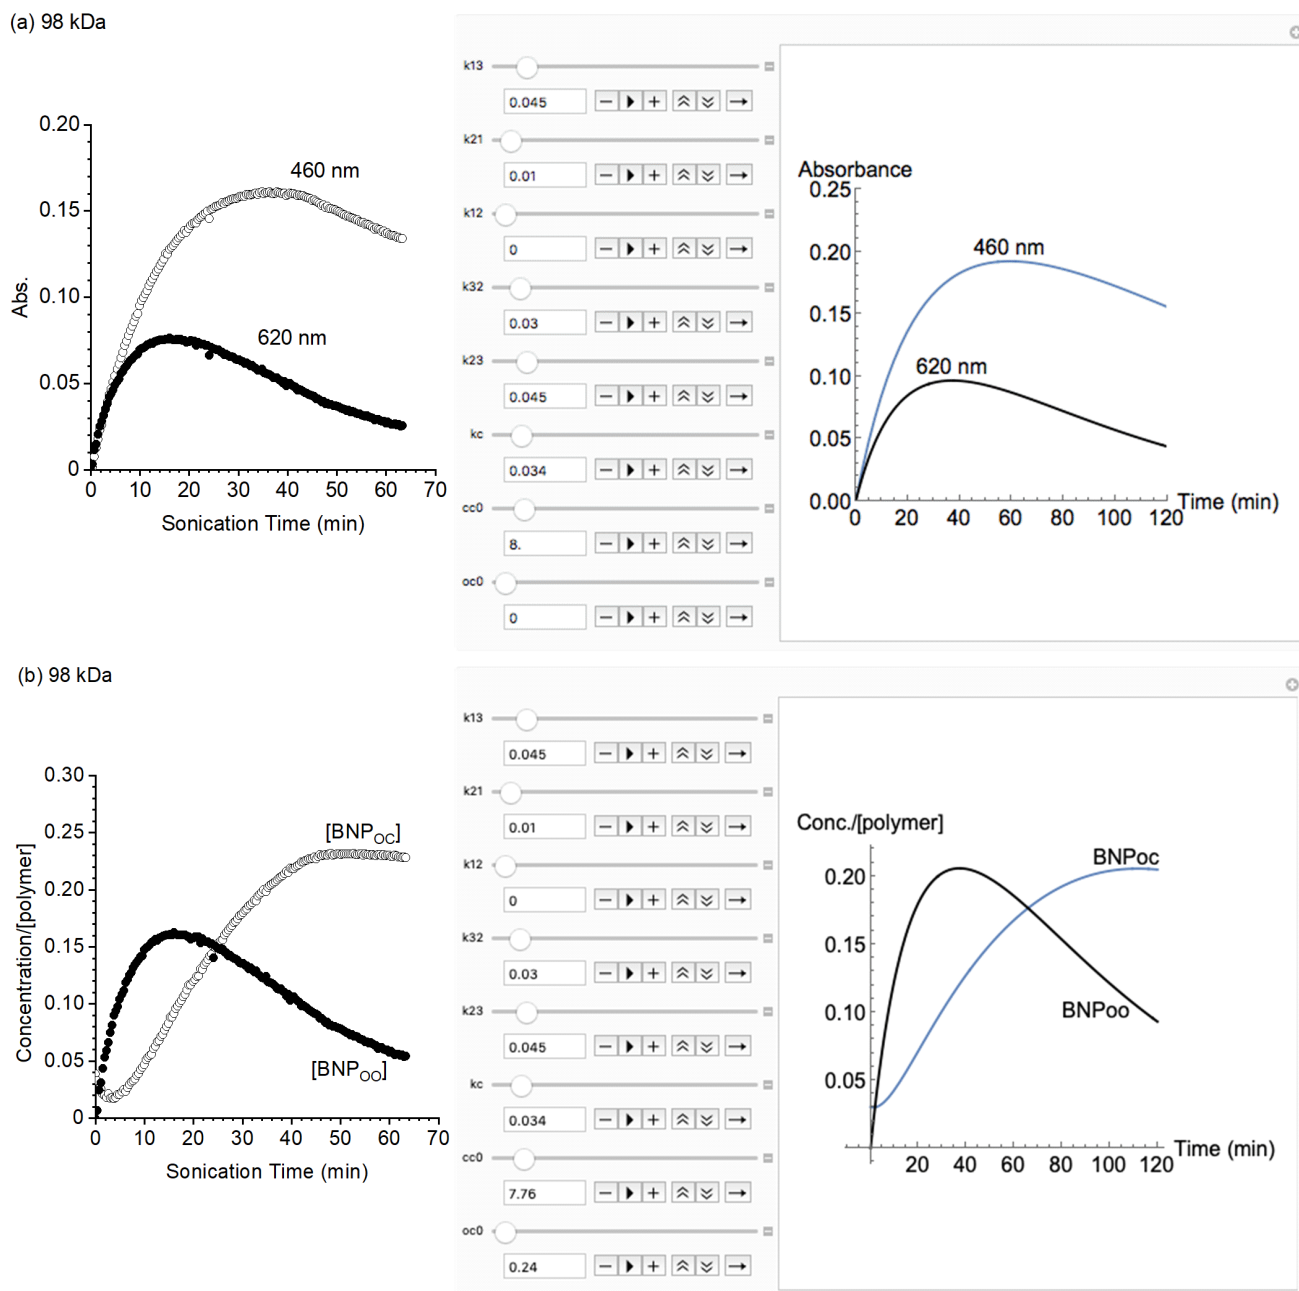 (a) 98 kDa
0.20
0.15
0.10
0.05
0
Abs.
460 nm
620 nm
0 10 20 30 40 50 60 70
Sonication Time (min)
k13
0.045
k21
0.01
k12
0
k32
0.03
k23
0.045
kc
0.034
cc0
8.
oc0
0
Absorbance
0.25
0.20
0.15
0.10
0.05
0.00
460 nm
620 nm
0 20 40 60 80 100 120
Time (min)
(b) 98 kDa
0.30
0.25
0.20
0.15
0.10
0.05
0
Concentration/[polymer]
[BNPOC]
[BNPOO]
0 10 20 30 40 50 60 70
Sonication Time (min)
k13
0.045
k21
0.01
k12
0
k32
0.03
k23
0.045
kc
0.034
cc0
7.76
oc0
0.24
Conc./[polymer]
0.20
0.15
0.10
0.05
BNPoc
BNPoo
20 40 60 80 100 120
Time (min)